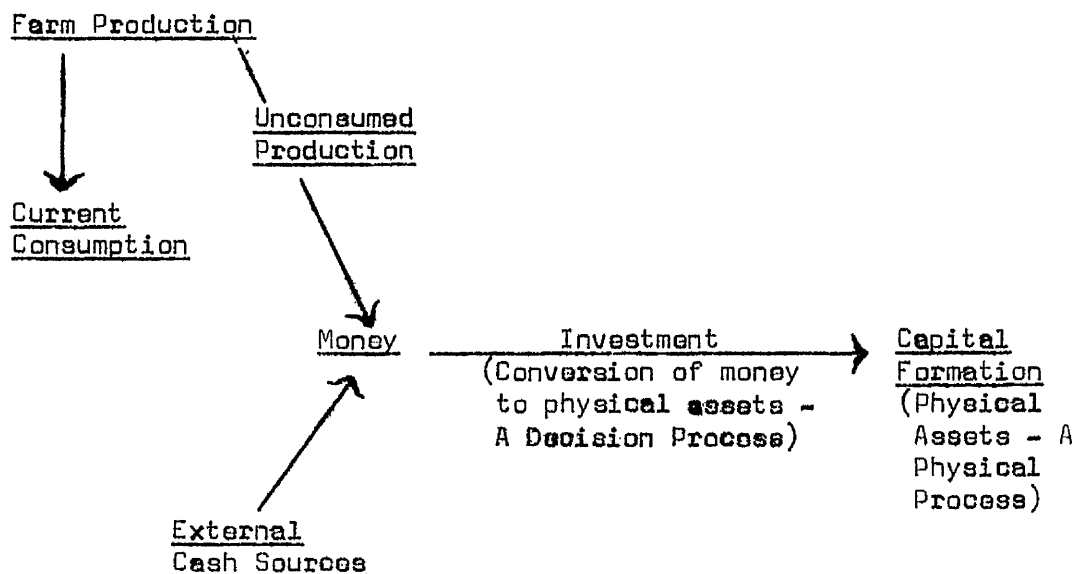 Farm Production
Unconsumed
Production
Current
Consumption
Money
Investment
(Conversion of money
to physical assets -
A Decision Process)
Capital
Formation
(Physical
Assets - A
Physical
Process)
External
Cash Sources